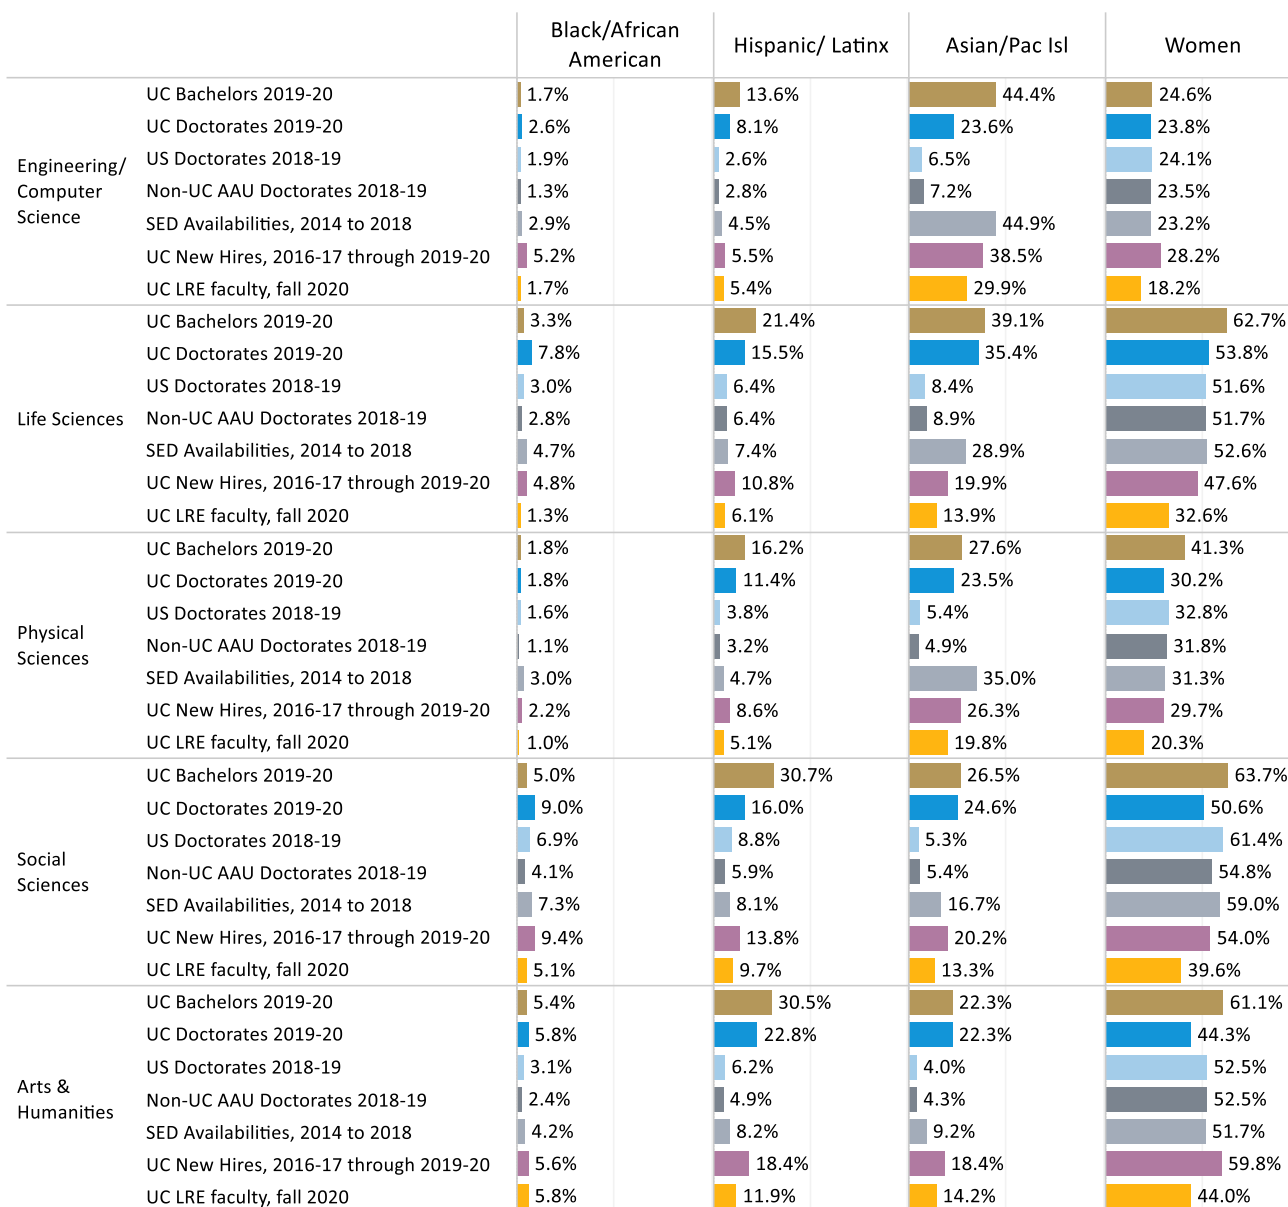 Black/African
American
Hispanic/ Latinx
Asian/Pac Isl
Women
Engineering/
Computer
Science
UC Bachelors 2019-20 1.7% 13.6% 44.4% 24.6%
UC Doctorates 2019-20 2.6% 8.1% 23.6% 23.8%
US Doctorates 2018-19 1.9% 2.6% 6.5% 24.1%
Non-UC AAU Doctorates 2018-19 1.3% 2.8% 7.2% 23.5%
SED Availabilities, 2014 to 2018 2.9% 4.5% 44.9% 23.2%
UC New Hires, 2016-17 through 2019-20 5.2% 5.5% 38.5% 28.2%
UC LRE faculty, fall 2020 1.7% 5.4% 29.9% 18.2%
Life Sciences
UC Bachelors 2019-20 3.3% 21.4% 39.1% 62.7%
UC Doctorates 2019-20 7.8% 15.5% 35.4% 53.8%
US Doctorates 2018-19 3.0% 6.4% 8.4% 51.6%
Non-UC AAU Doctorates 2018-19 2.8% 6.4% 8.9% 51.7%
SED Availabilities, 2014 to 2018 4.7% 7.4% 28.9% 52.6%
UC New Hires, 2016-17 through 2019-20 4.8% 10.8% 19.9% 47.6%
UC LRE faculty, fall 2020 1.3% 6.1% 13.9% 32.6%
Physical
Sciences
UC Bachelors 2019-20 1.8% 16.2% 27.6% 41.3%
UC Doctorates 2019-20 1.8% 11.4% 23.5% 30.2%
US Doctorates 2018-19 1.6% 3.8% 5.4% 32.8%
Non-UC AAU Doctorates 2018-19 1.1% 3.2% 4.9% 31.8%
SED Availabilities, 2014 to 2018 3.0% 4.7% 35.0% 31.3%
UC New Hires, 2016-17 through 2019-20 2.2% 8.6% 26.3% 29.7%
UC LRE faculty, fall 2020 1.0% 5.1% 19.8% 20.3%
Social
Sciences
UC Bachelors 2019-20 5.0% 30.7% 26.5% 63.7%
UC Doctorates 2019-20 9.0% 16.0% 24.6% 50.6%
US Doctorates 2018-19 6.9% 8.8% 5.3% 61.4%
Non-UC AAU Doctorates 2018-19 4.1% 5.9% 5.4% 54.8%
SED Availabilities, 2014 to 2018 7.3% 8.1% 16.7% 59.0%
UC New Hires, 2016-17 through 2019-20 9.4% 13.8% 20.2% 54.0%
UC LRE faculty, fall 2020 5.1% 9.7% 13.3% 39.6%
Arts &
Humanities
UC Bachelors 2019-20 5.4% 30.5% 22.3% 61.1%
UC Doctorates 2019-20 5.8% 22.8% 22.3% 44.3%
US Doctorates 2018-19 3.1% 6.2% 4.0% 52.5%
Non-UC AAU Doctorates 2018-19 2.4% 4.9% 4.3% 52.5%
SED Availabilities, 2014 to 2018 4.2% 8.2% 9.2% 51.7%
UC New Hires, 2016-17 through 2019-20 5.6% 18.4% 18.4% 59.8%
UC LRE faculty, fall 2020 5.8% 11.9% 14.2% 44.0%